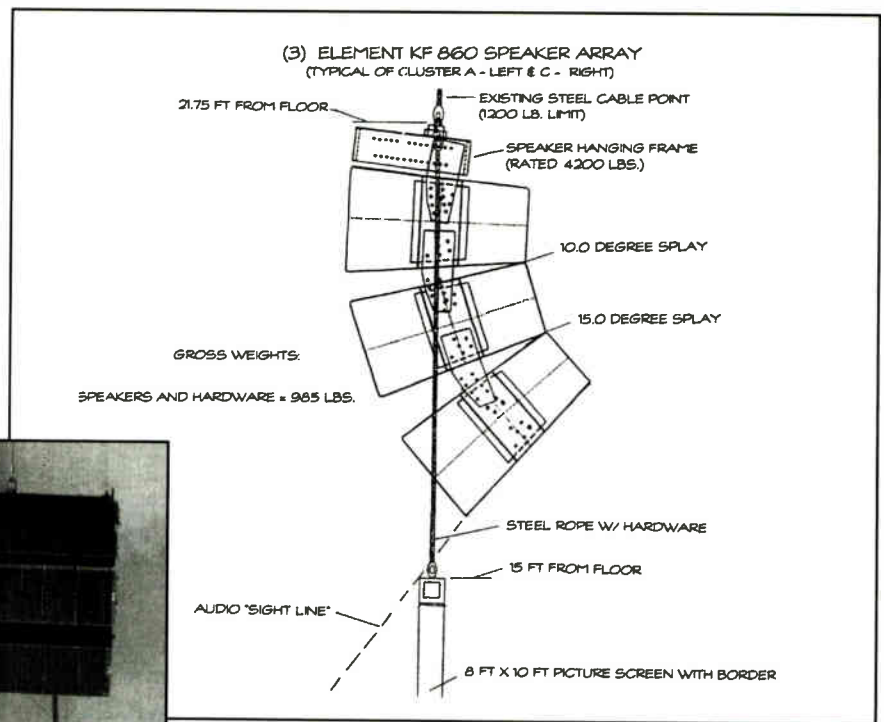 (3) ELEMENT KF 860 SPEAKER ARRAY
(TYPICAL OF CLUSTER A - LEFT & C - RIGHT)
21.75 FT FROM FLOOR
EXISTING STEEL CABLE POINT
(1200 LB. LIMIT)
SPEAKER HANGING FRAME
(RATED 4200 LBS.)
10.0 DEGREE SPLAY
15.0 DEGREE SPLAY
GROSS WEIGHTS:
SPEAKERS AND HARDWARE = 985 LBS.
STEEL ROPE W/ HARDWARE
15 FT FROM FLOOR
AUDIO "SIGHT LINE"
8 FT X 10 FT PICTURE SCREEN WITH BORDER